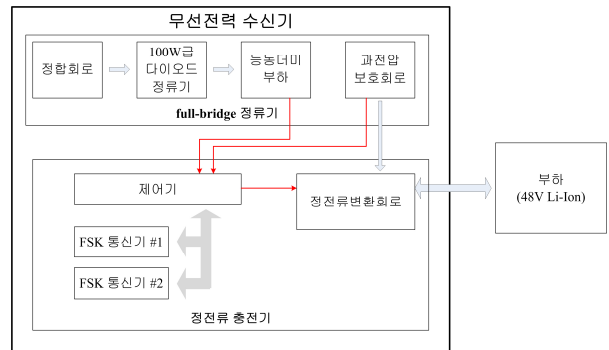 무선전력 수신기
정합회로
100W급
다이오드
정류기
능농너미
부하
과전압
보호회로
full-bridge 정류기
제어기
정전류변환회로
부하
(48V Li-Ion)
FSK 통신기 #1
FSK 통신기 #2
정전류 충전기